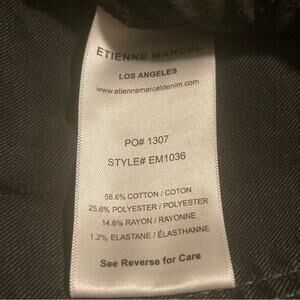 ETIENNE MARCEL
LOS ANGELES
www.etiennemarceldenim.com
PO# 1307
STYLE# EM1036
58.6% COTTON / COTON
25.6% POLYESTER / POLYESTER
14.6% RAYON / RAYONNE
1.2% ELASTANE / ÉLASTHANNE
See Reverse for Care